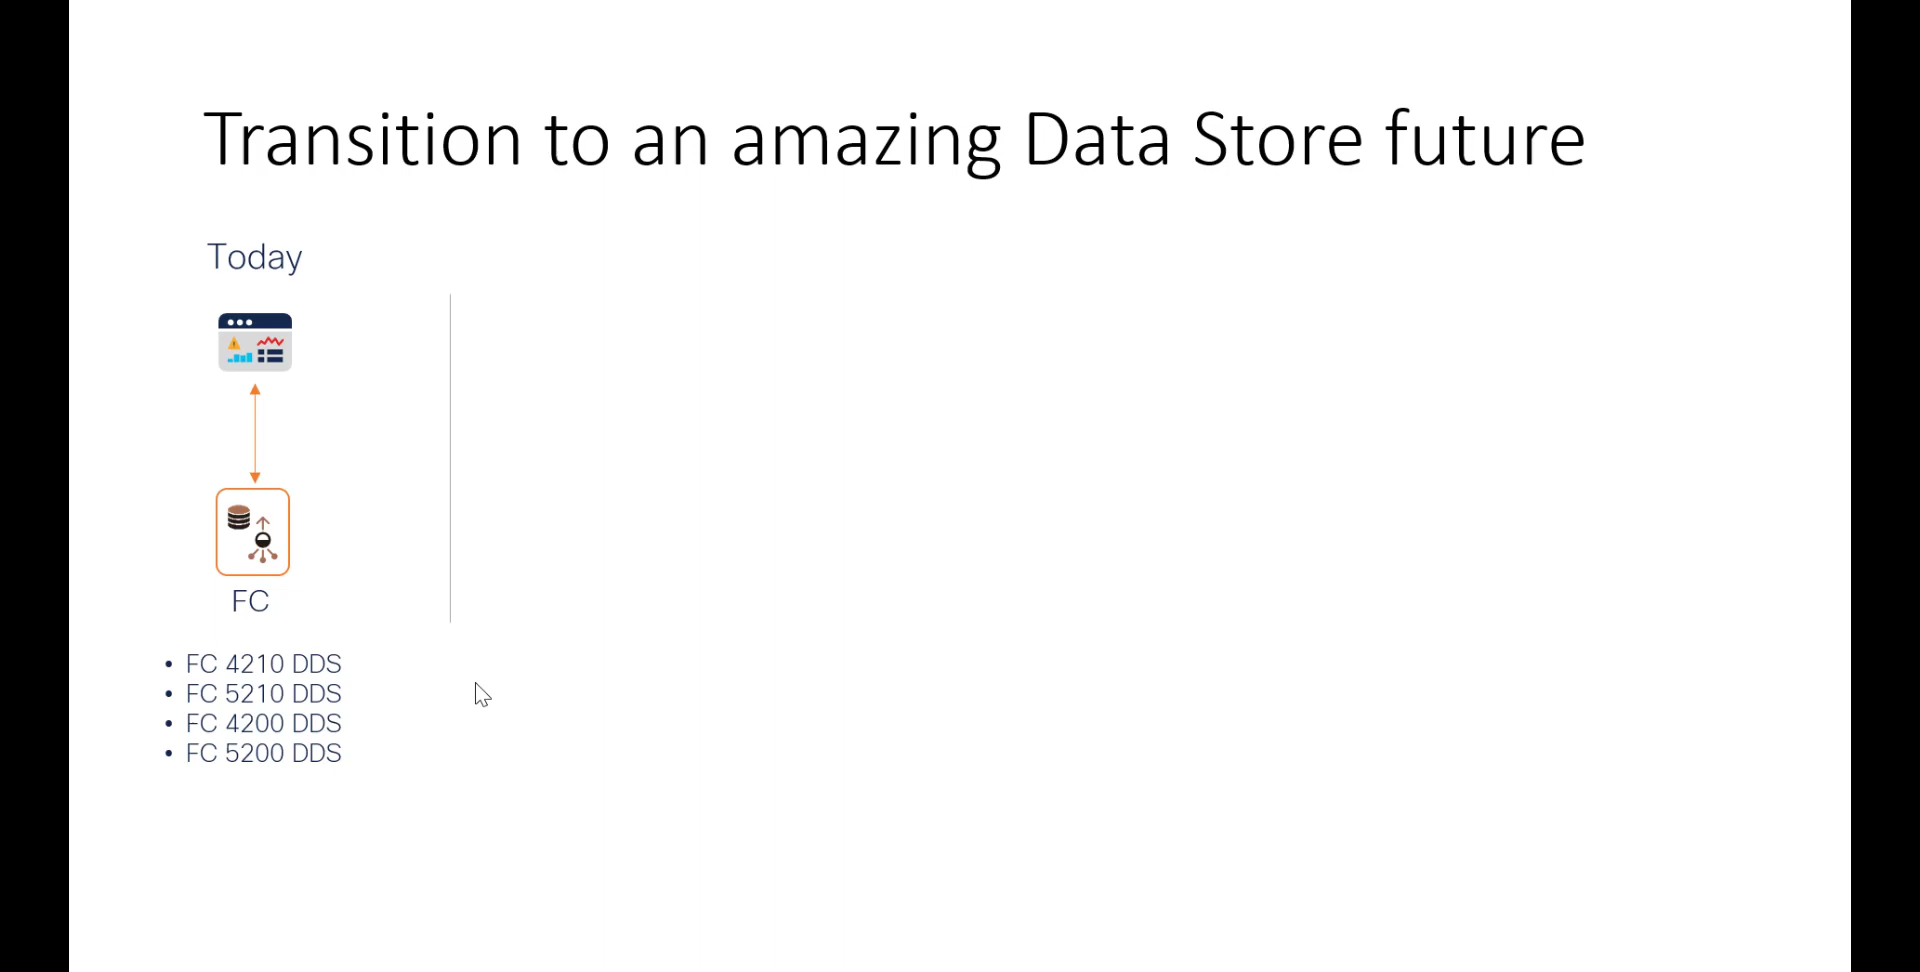 Transition to an amazing Data Store future
Today
FC
• FC 4210 DDS
• FC 5210 DDS
• FC 4200 DDS
• FC 5200 DDS